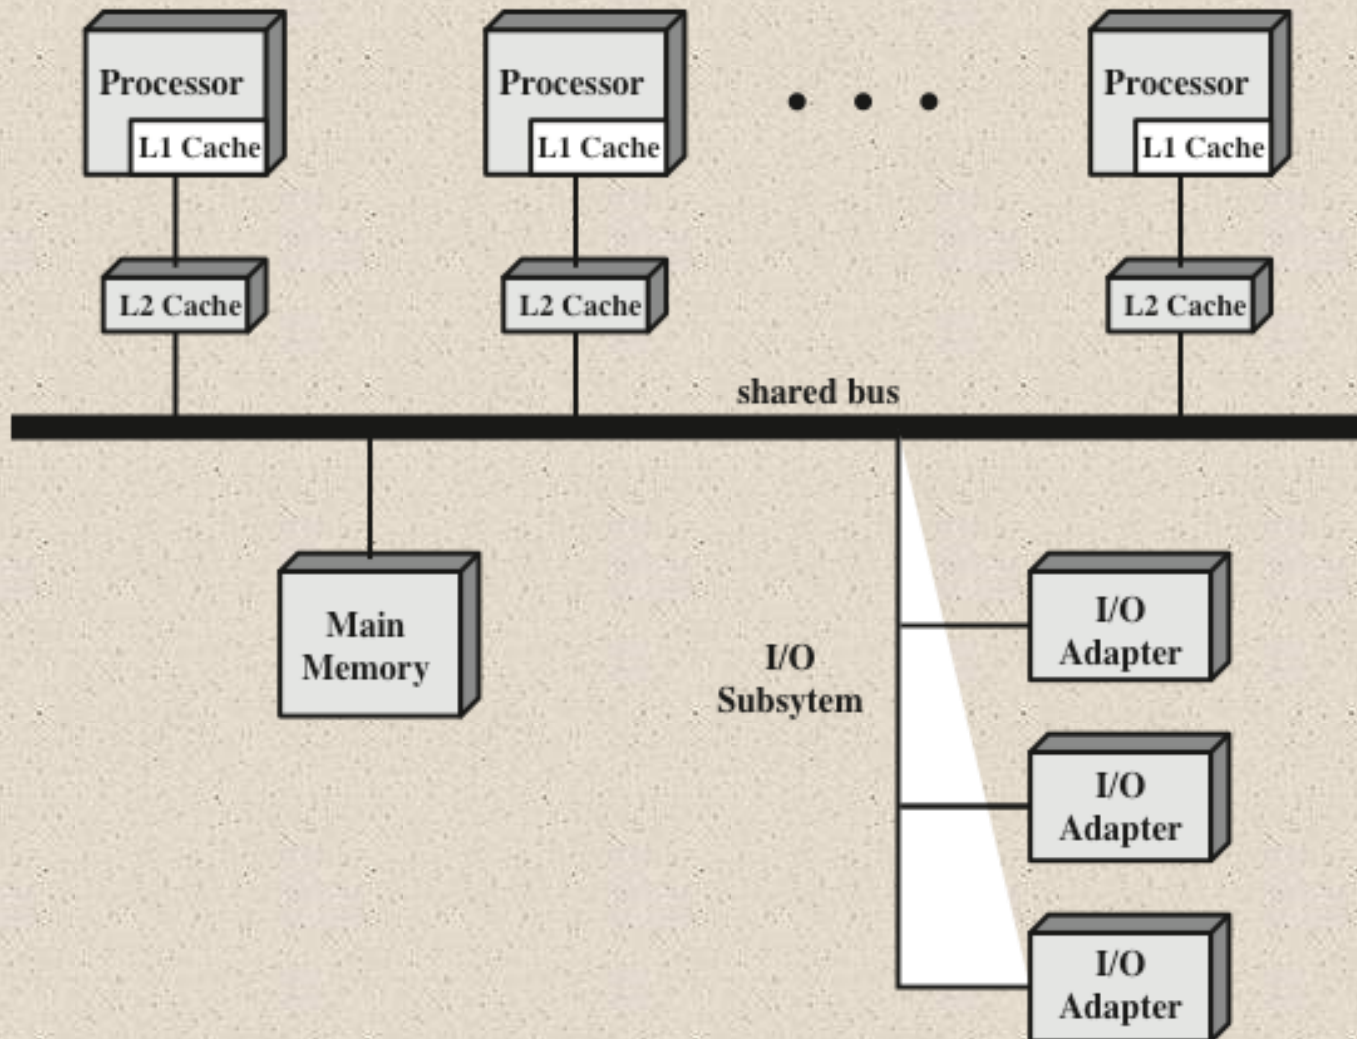 Processor
L1 Cache
Processor
L1 Cache
Processor
L1 Cache
L2 Cache
L2 Cache
L2 Cache
shared bus
Main
Memory
I/O
Subsytem
I/O
Adapter
I/O
Adapter
I/O
Adapter